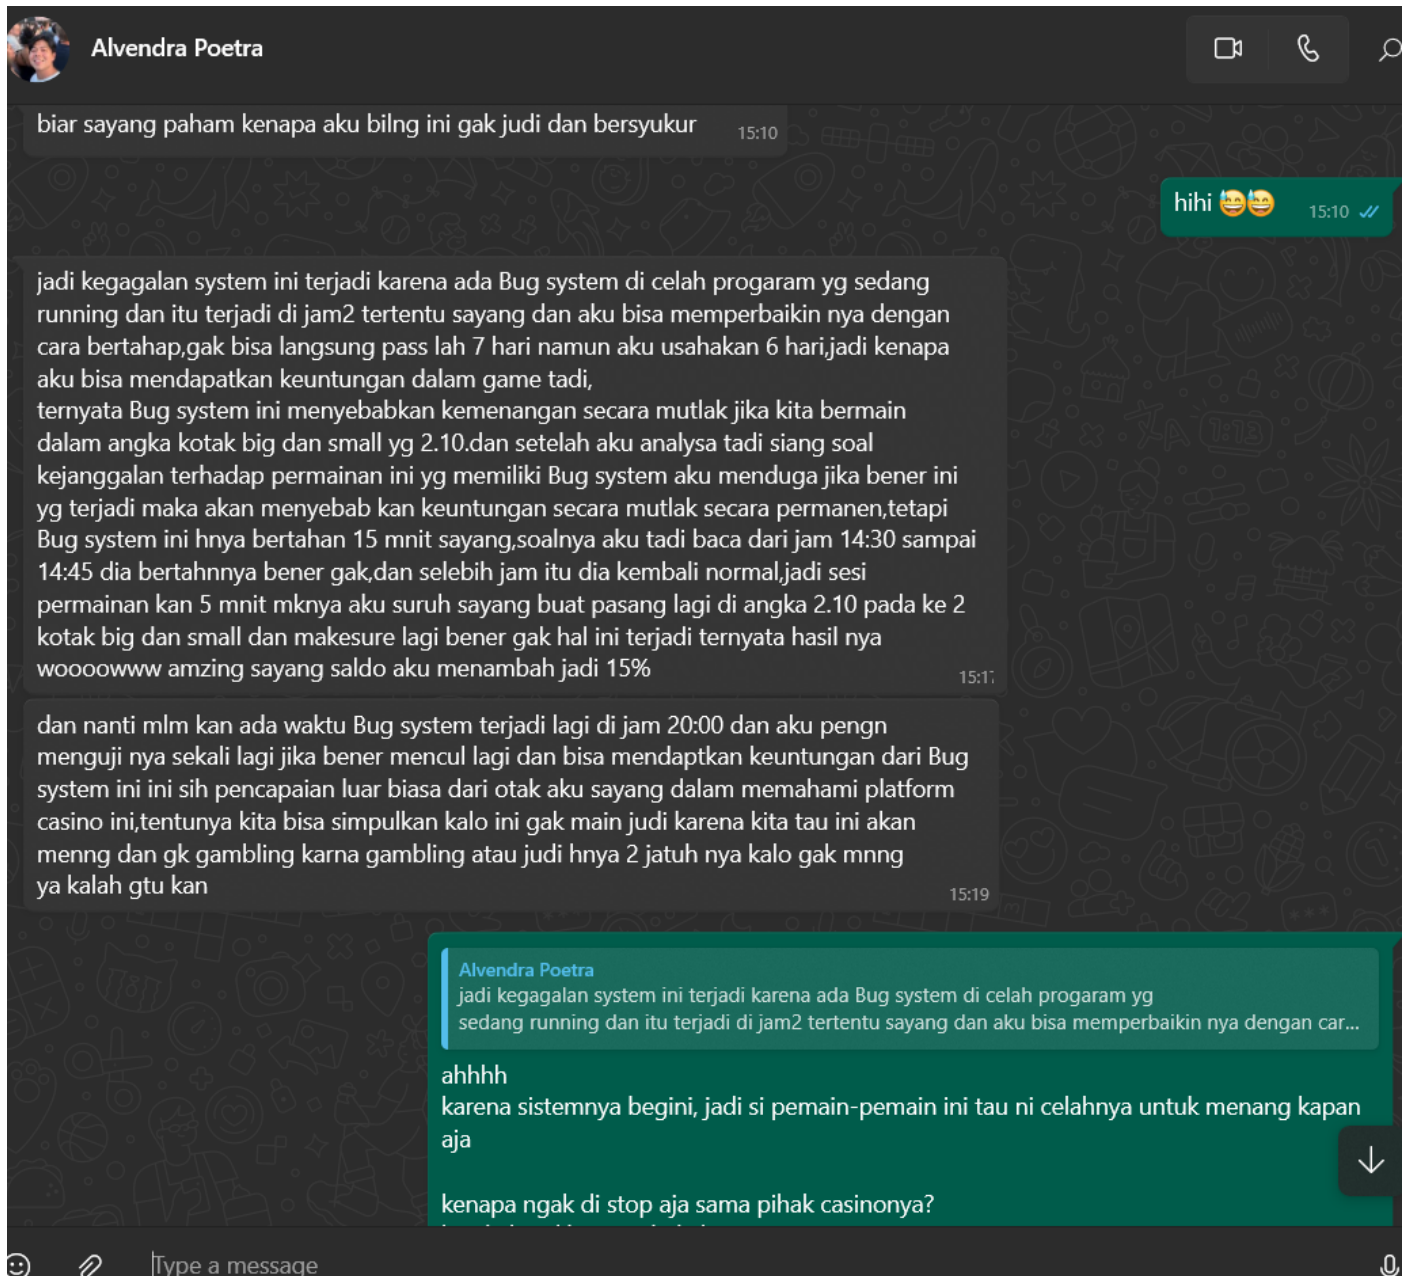 Alvendra Poetra
biar sayang paham kenapa aku bilng ini gak judi dan bersyukur
15:10
hihi 😅😅
15:10
jadi kegagalan system ini terjadi karena ada Bug system di celah progaram yg sedang
running dan itu terjadi di jam2 tertentu sayang dan aku bisa memperbaikin nya dengan
cara bertahap,gak bisa langsung pass lah 7 hari namun aku usahakan 6 hari,jadi kenapa
aku bisa mendapatkan keuntungan dalam game tadi,
ternyata Bug system ini menyebabkan kemenangan secara mutlak jika kita bermain
dalam angka kotak big dan small yg 2.10.dan setelah aku analysa tadi siang soal
kejanggalan terhadap permainan ini yg memiliki Bug system aku menduga jika bener ini
yg terjadi maka akan menyebab kan keuntungan secara mutlak secara permanen,tetapi
Bug system ini hnya bertahan 15 mnit sayang,soalnya aku tadi baca dari jam 14:30 sampai
14:45 dia bertahnnya bener gak,dan selebih jam itu dia kembali normal,jadi sesi
permainan kan 5 mnit mknya aku suruh sayang buat pasang lagi di angka 2.10 pada ke 2
kotak big dan small dan makesure lagi bener gak hal ini terjadi ternyata hasil nya
woooowww amzing sayang saldo aku menambah jadi 15%
dan nanti mlm kan ada waktu Bug system terjadi lagi di jam 20:00 dan aku pengn
menguji nya sekali lagi jika bener mencul lagi dan bisa mendaptkan keuntungan dari Bug
system ini ini sih pencapaian luar biasa dari otak aku sayang dalam memahami platform
casino ini,tentunya kita bisa simpulkan kalo ini gak main judi karena kita tau ini akan
menng dan gk gambling karna gambling atau judi hnya 2 jatuh nya kalo gak mnng
ya kalah gtu kan
15:19
Alvendra Poetra
jadi kegagalan system ini terjadi karena ada Bug system di celah progaram yg
sedang running dan itu terjadi di jam2 tertentu sayang dan aku bisa memperbaikin nya dengan car...
ahhhh
karena sistemnya begini, jadi si pemain-pemain ini tau ni celahnya untuk menang kapan
aja
kenapa ngak di stop aja sama pihak casinonya?
Type a message